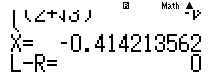 Math ▲
X= -0.414213562
L-R= 0